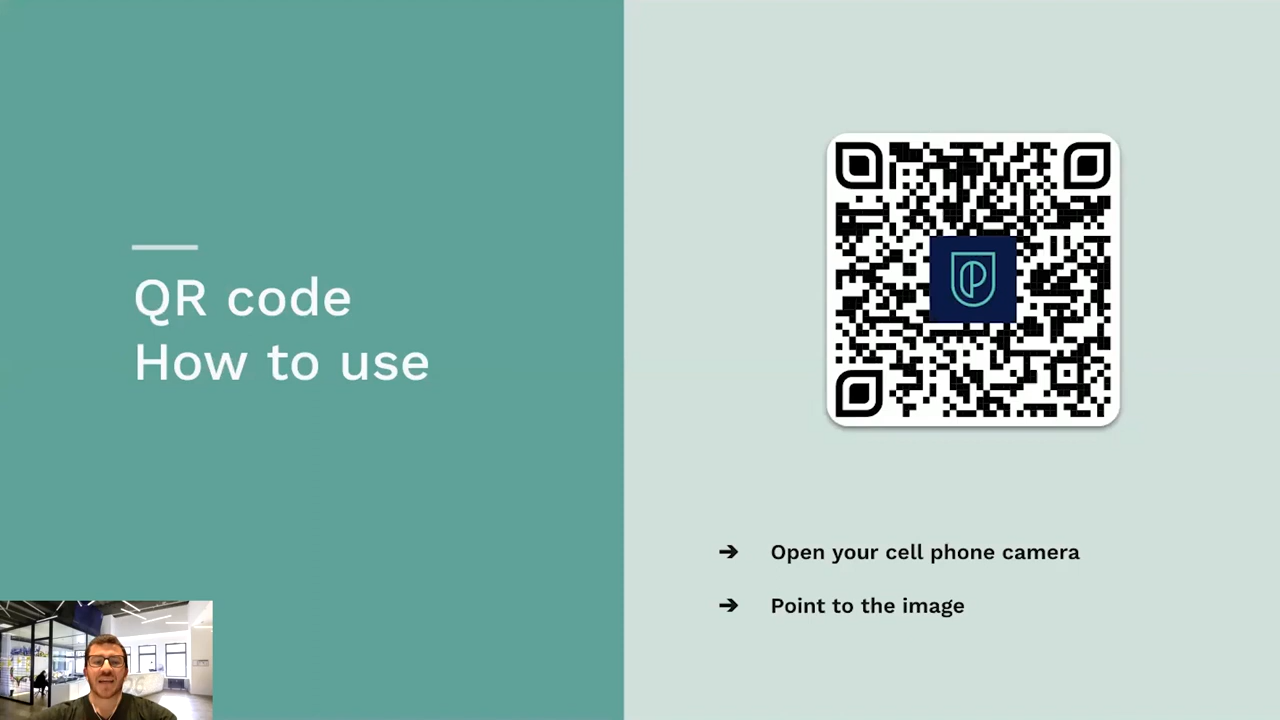 QR code
How to use
➔ Open your cell phone camera
➔ Point to the image